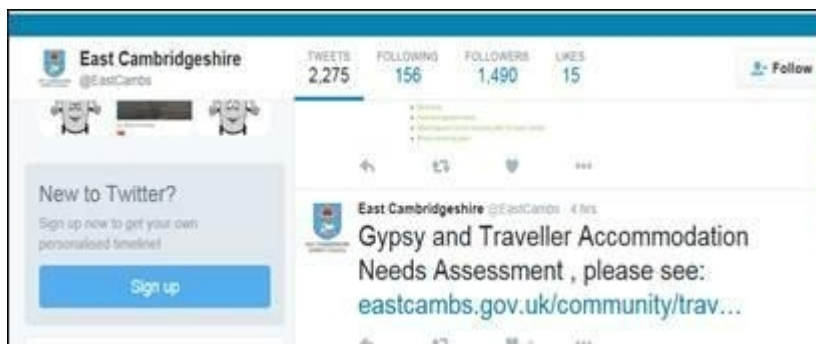 East Cambridgeshire
@EastCambs
TWEETS FOLLOWING FOLLOWERS LIKES
2,275 156 1,490 15
Follow
New to Twitter?
Sign up now to get your own
personalised timeline!
Sign up
East Cambridgeshire @EastCambs · 4 hrs
Gypsy and Traveller Accommodation
Needs Assessment , please see:
eastcambs.gov.uk/community/trav…